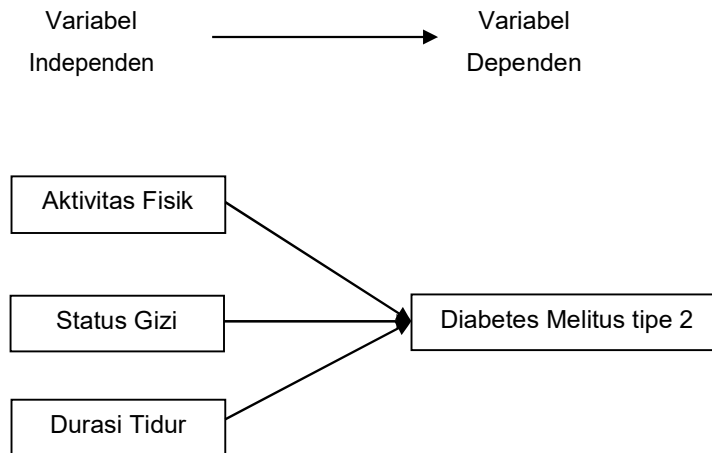 Variabel
Independen
Variabel
Dependen
Aktivitas Fisik
Status Gizi
Diabetes Melitus tipe 2
Durasi Tidur